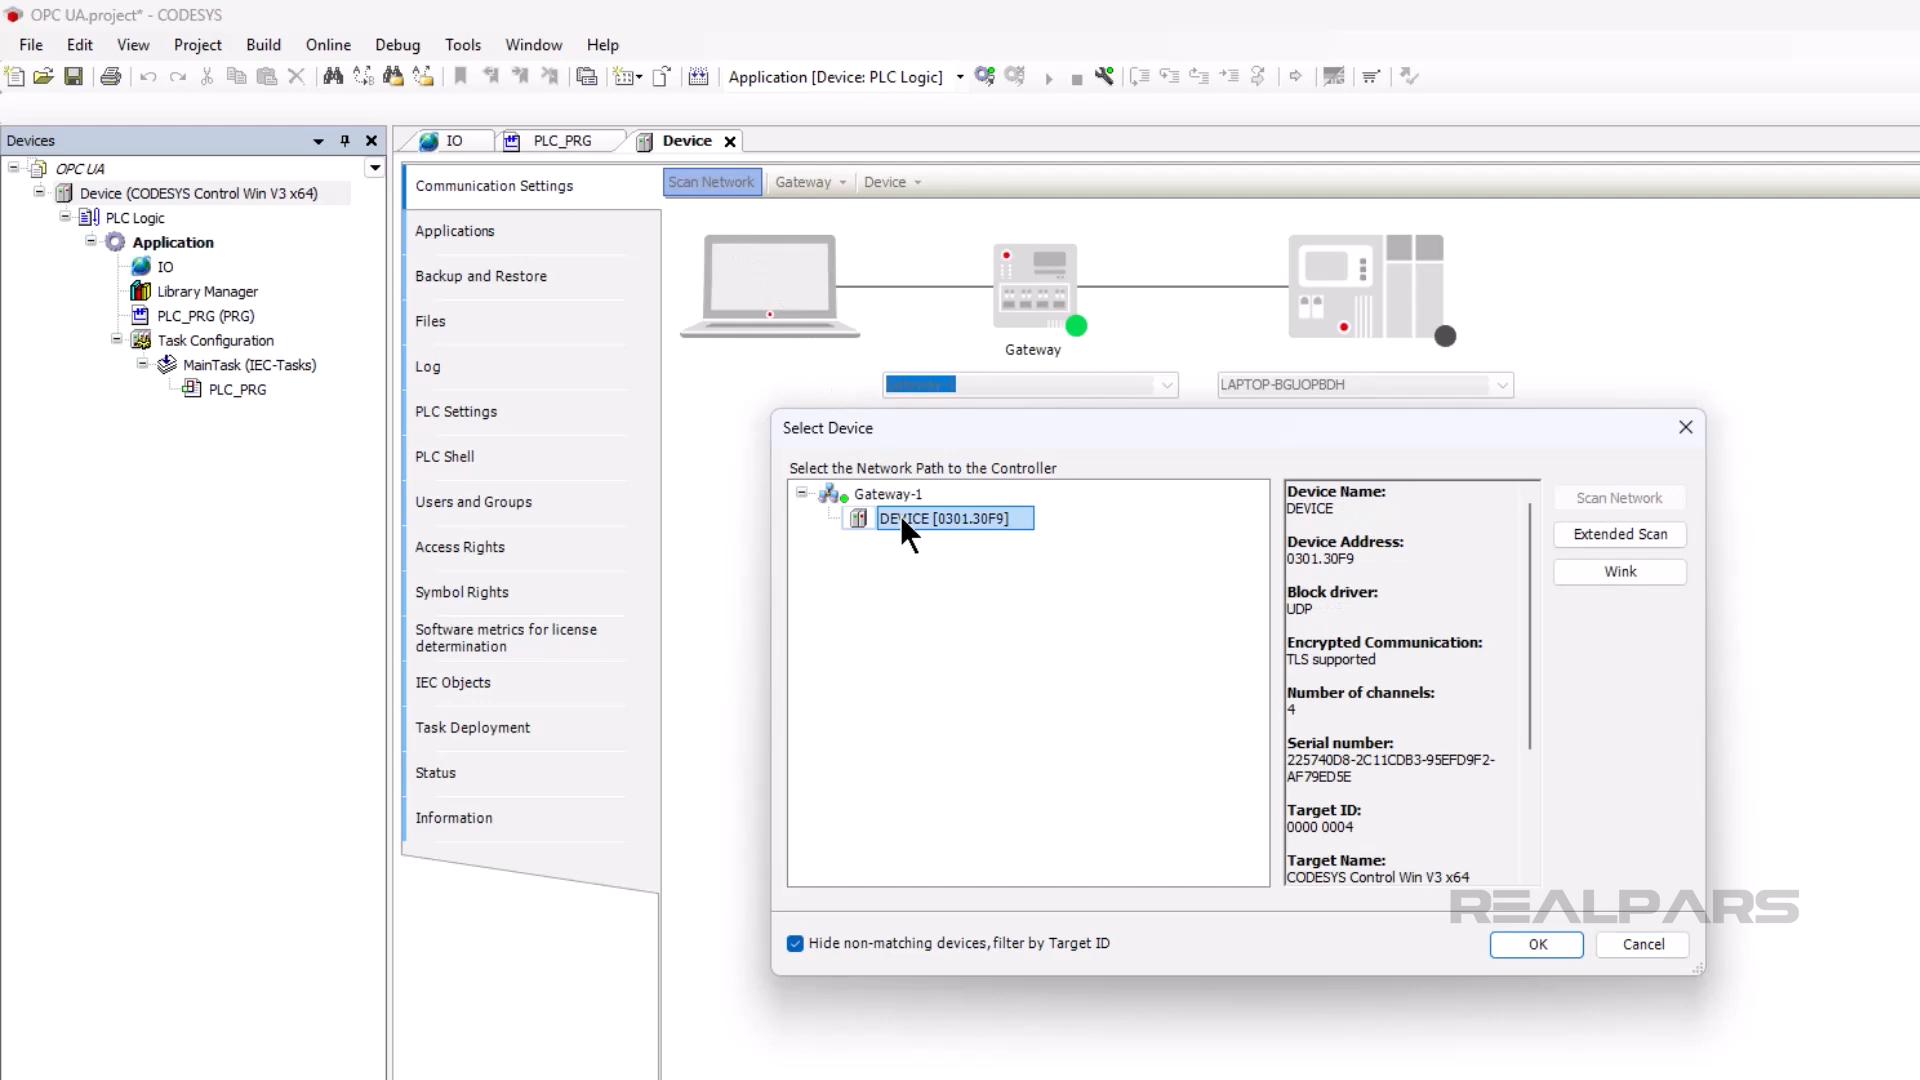 OPC UA.project* - CODESYS
File Edit View Project Build Online Debug Tools Window Help
Application [Device: PLC Logic]
Devices
OPC UA
Device (CODESYS Control Win V3 x64)
PLC Logic
Application
IO
Library Manager
PLC_PRG (PRG)
Task Configuration
MainTask (IEC-Tasks)
PLC_PRG
IO PLC_PRG Device
Communication Settings
Applications
Backup and Restore
Files
Log
PLC Settings
PLC Shell
Users and Groups
Access Rights
Symbol Rights
Software metrics for license
determination
IEC Objects
Task Deployment
Status
Information
Scan Network Gateway Device
Gateway
LAPTOP-BGUOPBDH
Select Device
Select the Network Path to the Controller
Gateway-1
DEVICE [0301.30F9]
Device Name:
DEVICE
Device Address:
0301.30F9
Block driver:
UDP
Encrypted Communication:
TLS supported
Number of channels:
4
Serial number:
225740D8-2C11CDB3-95EFD9F2-
AF79ED5E
Target ID:
0000 0004
Target Name:
CODESYS Control Win V3 x64
Scan Network
Extended Scan
Wink
REALPARS
Hide non-matching devices, filter by Target ID
OK Cancel